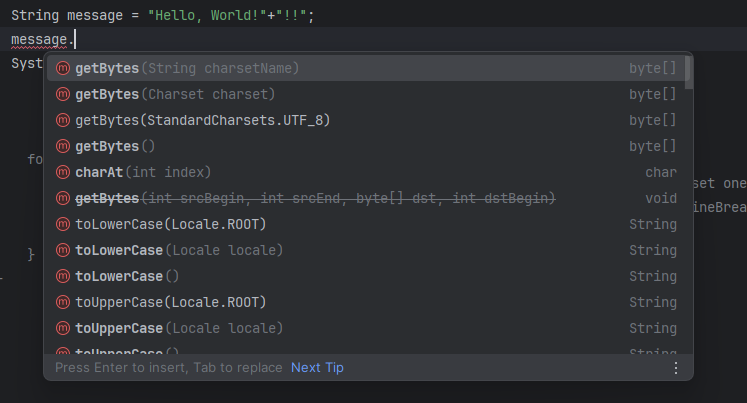 String message = "Hello, World!"+"!!";
message.
Syst
getBytes(String charsetName) byte[]
getBytes(Charset charset) byte[]
getBytes(StandardCharsets.UTF_8) byte[]
getBytes() byte[]
fo
charAt(int index) char
set one
getBytes(int srcBegin, int srcEnd, byte[] dst, int dstBegin) void
ineBrea
toLowerCase(Locale.ROOT) String
toLowerCase(Locale locale) String
}
toLowerCase() String
toUpperCase(Locale.ROOT) String
toUpperCase(Locale locale) String
toUpperCase() String
Press Enter to insert, Tab to replace Next Tip